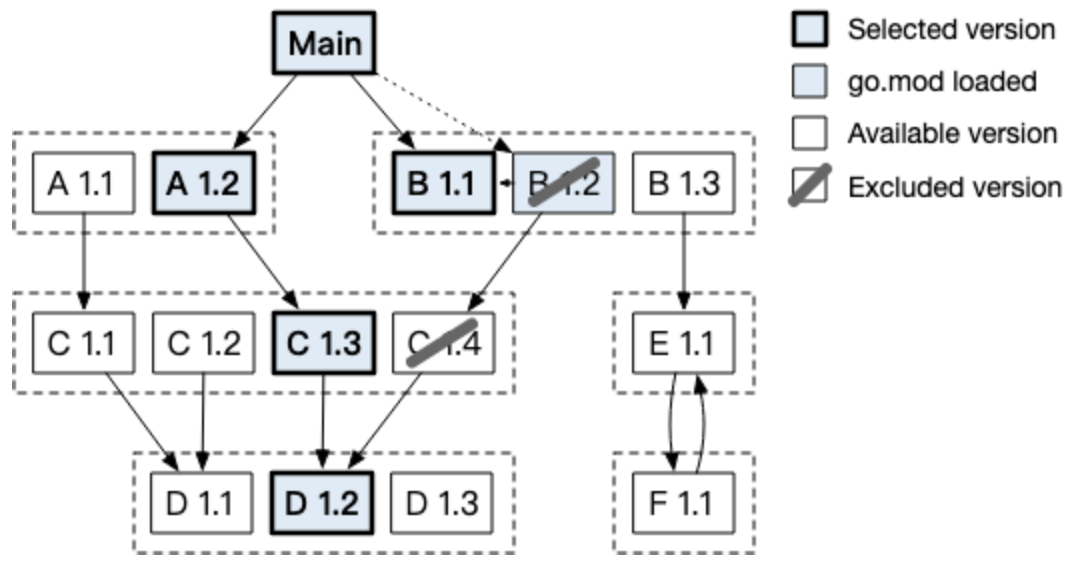 Main
Selected version
go.mod loaded
Available version
Excluded version
A 1.1
A 1.2
B 1.1
B 1.2
B 1.3
C 1.1
C 1.2
C 1.3
C 1.4
E 1.1
D 1.1
D 1.2
D 1.3
F 1.1